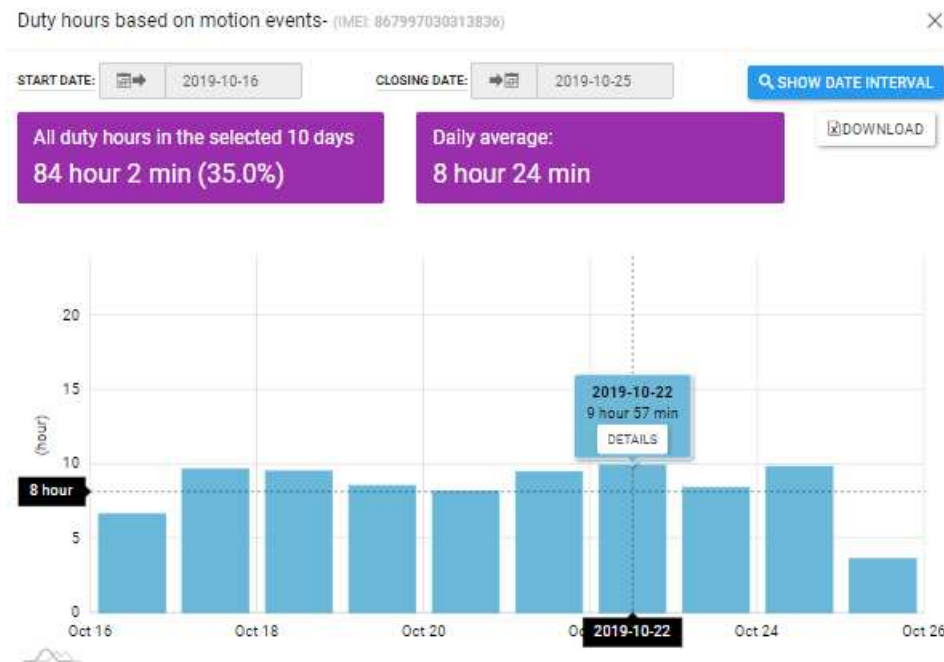 Duty hours based on motion events- (IMEI: 867997030313836)
START DATE: 2019-10-16 CLOSING DATE: 2019-10-25 SHOW DATE INTERVAL
All duty hours in the selected 10 days
84 hour 2 min (35.0%)
Daily average:
8 hour 24 min
DOWNLOAD
20
15
10
5
0
(hour)
8 hour
2019-10-22
9 hour 57 min
DETAILS
Oct 16 Oct 18 Oct 20 2019-10-22 Oct 24 Oct 26